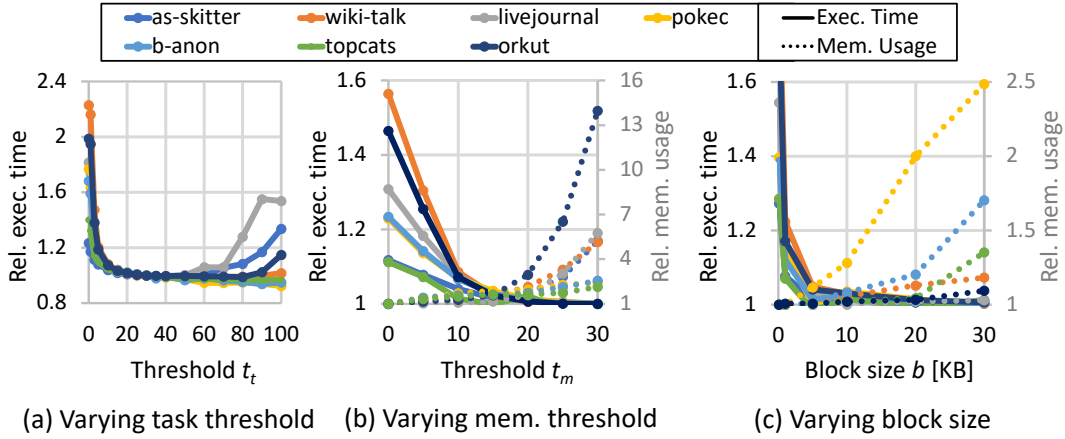 as-skitter wiki-talk livejournal pokec Exec. Time
b-anon topcats orkut Mem. Usage
2.4 1.6 16 1.6 2.5
2 1.4 13 1.4 2
1.6 10
1.2 7 1.2 1.5
1.2 4
0.8 1 1 1 1
Rel. exec. time Rel. exec. time Rel. mem. usage Rel. exec. time Rel. mem. usage
0 20 40 60 80 100 0 10 20 30 0 10 20 30
Threshold t_t Threshold t_m Block size b [KB]
(a) Varying task threshold (b) Varying mem. threshold (c) Varying block size